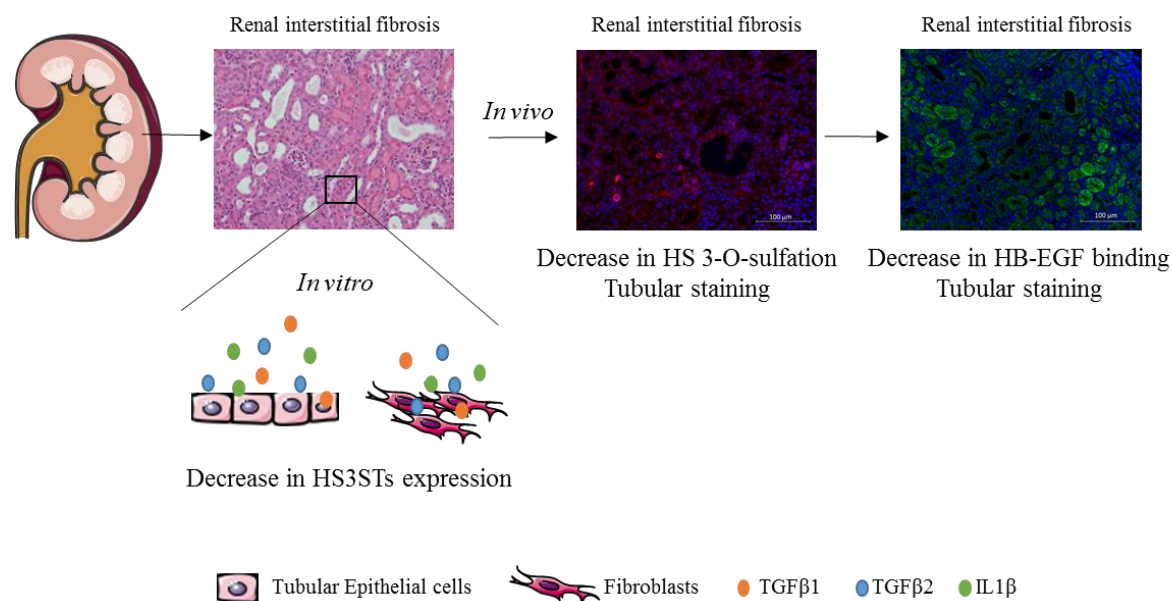 Renal interstitial fibrosis
Renal interstitial fibrosis
Renal interstitial fibrosis
In vivo
100 µm
100 µm
Decrease in HS 3-O-sulfation
Tubular staining
Decrease in HB-EGF binding
Tubular staining
In vitro
Decrease in HS3STs expression
Tubular Epithelial cells
Fibroblasts
TGFβ1
TGFβ2
IL1β